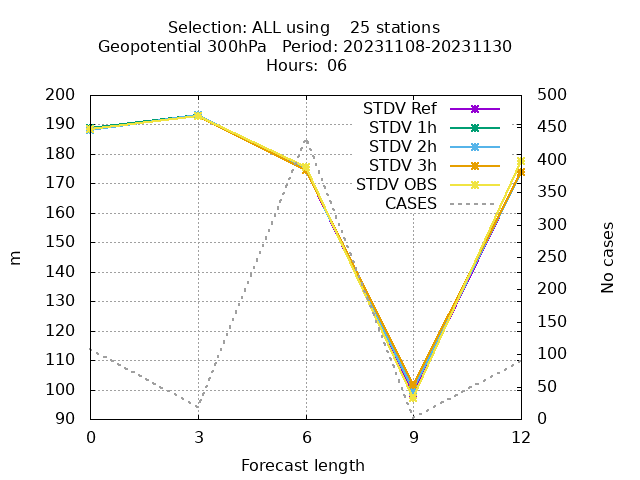 Selection: ALL using    25 stations
Geopotential 300hPa   Period: 20231108-20231130
Hours:  06
200
190
180
170
160
150
140
130
120
110
100
90
m
500
450
400
350
300
250
200
150
100
50
0
No cases
STDV Ref
STDV 1h
STDV 2h
STDV 3h
STDV OBS
CASES
0 3 6 9 12
Forecast length